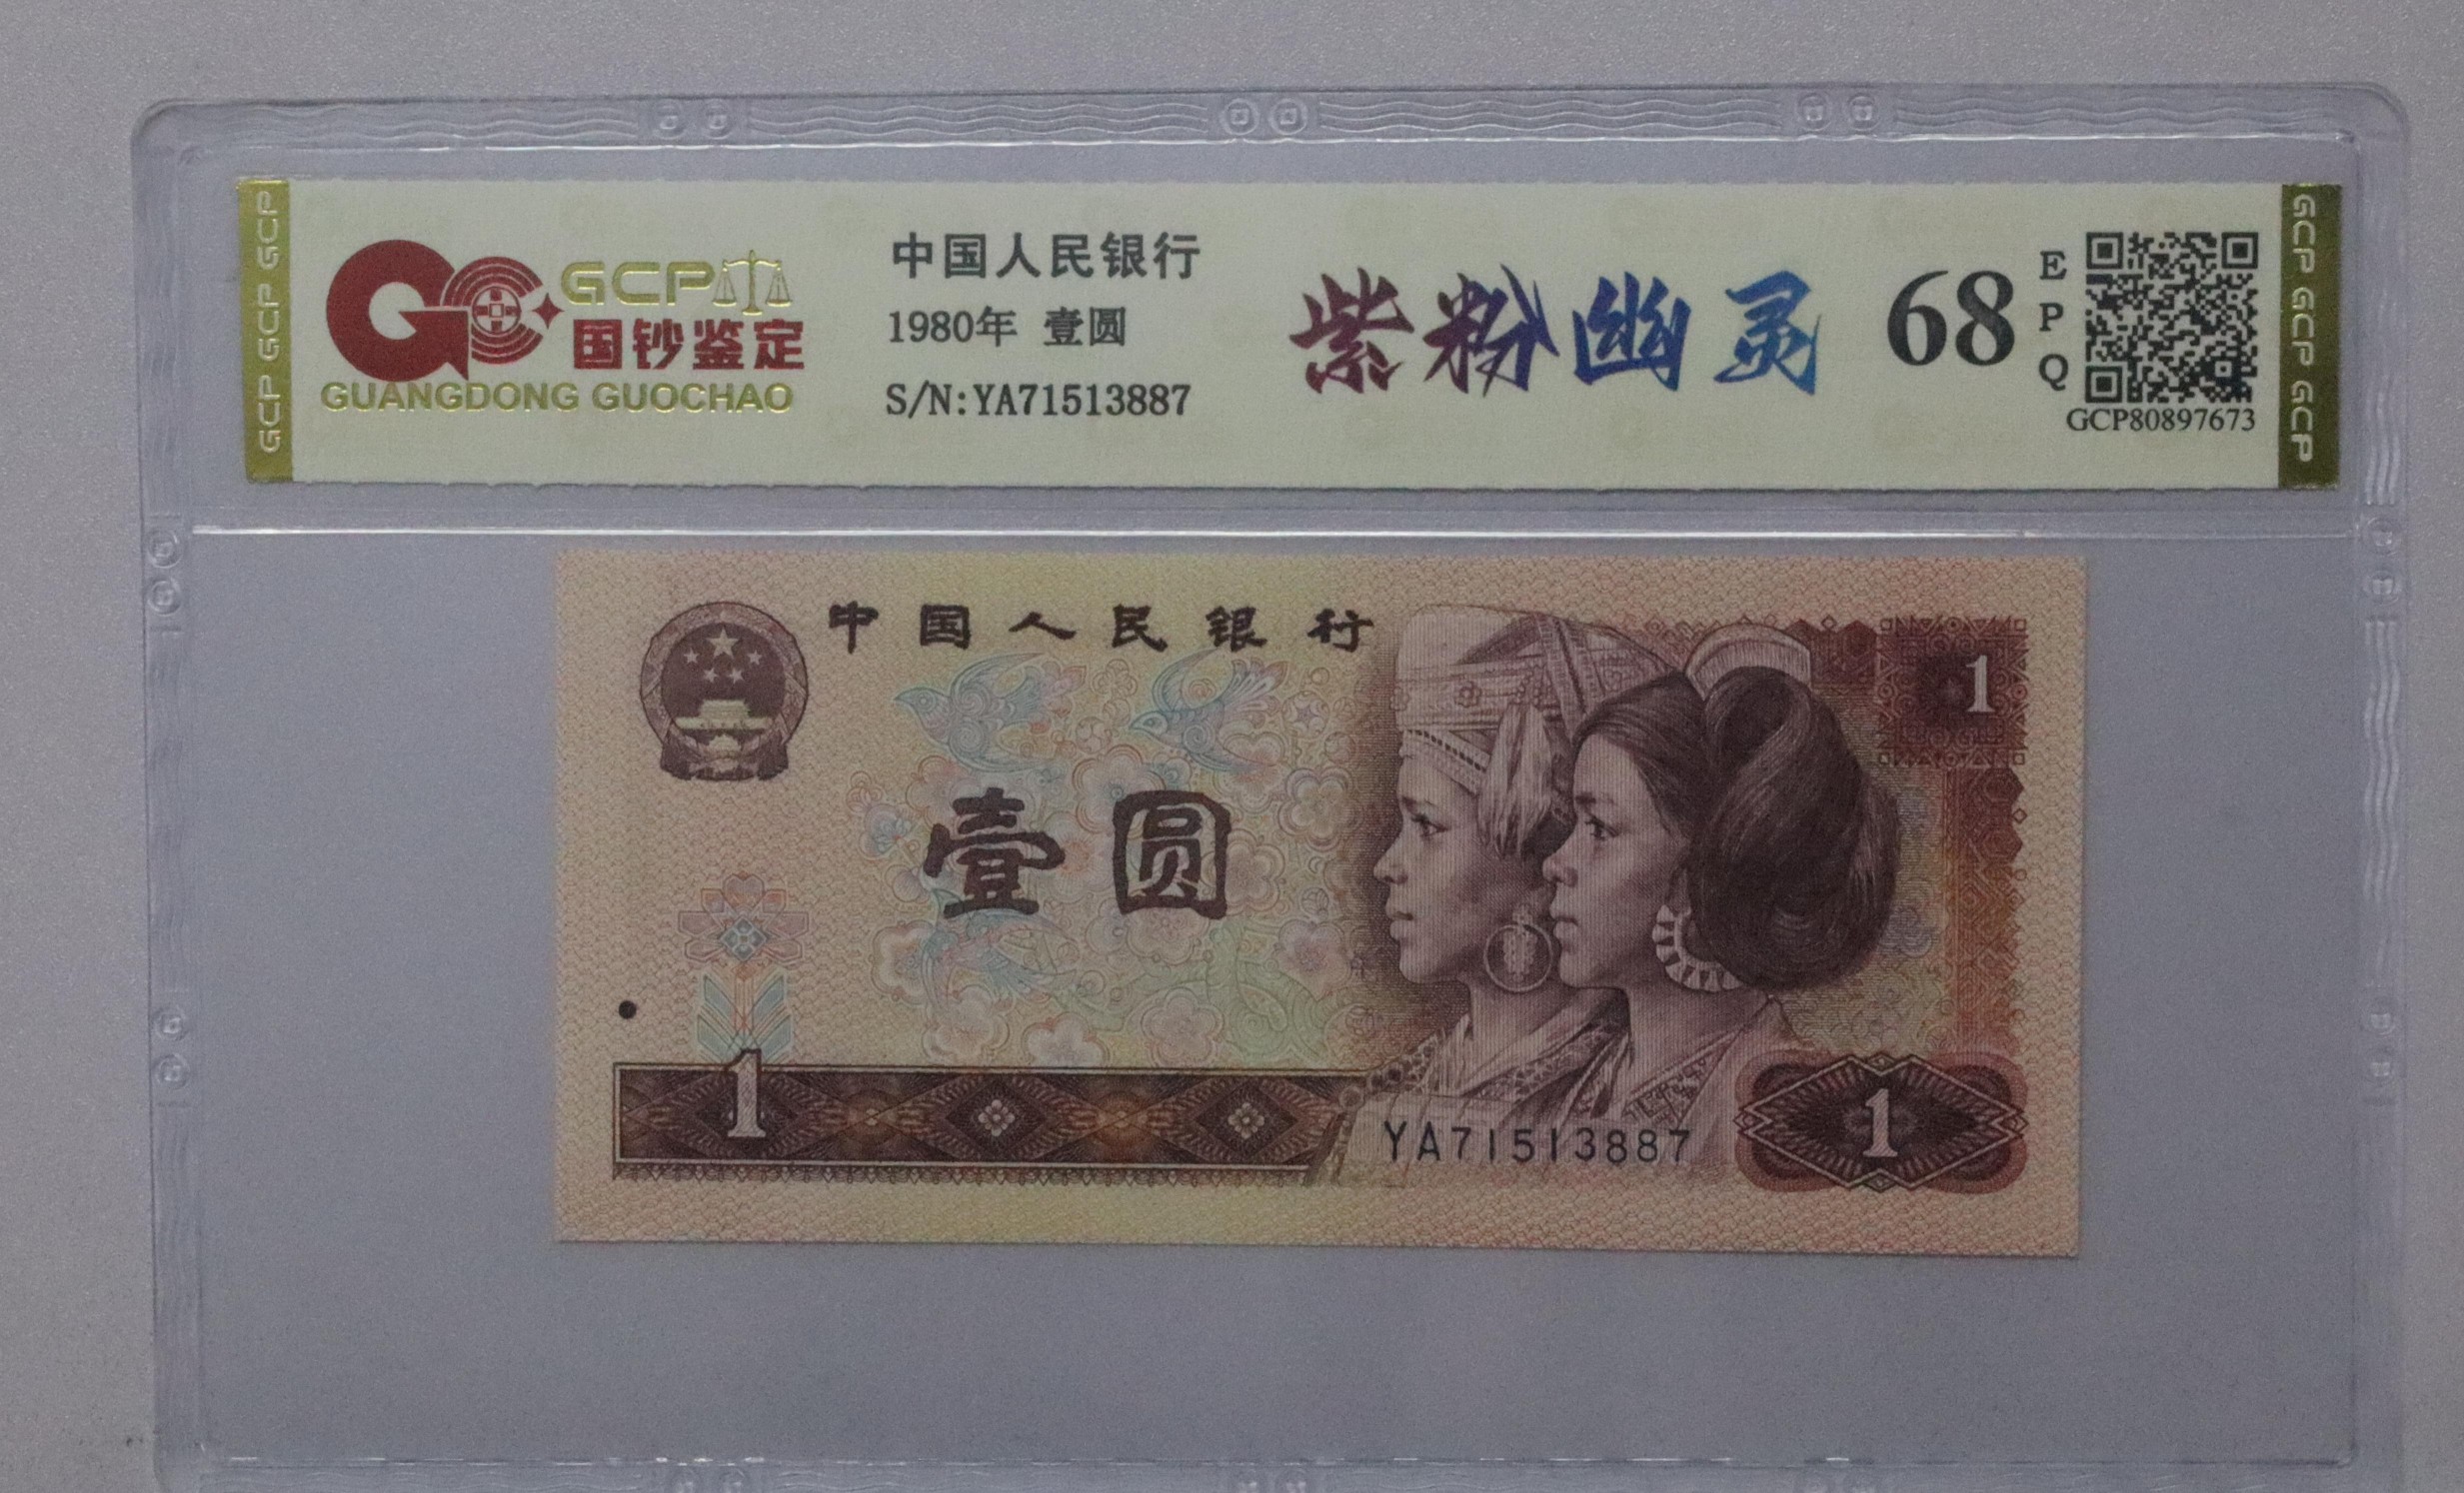 GCP GCP GCP
GCP
国钞鉴定
GUANGDONG GUOCHAO
中国人民银行
1980年 壹圆
S/N:YA71513887
紫粉幽灵
68
EPQ
GCP80897673
GCP GCP GCP
中国人民银行
1
壹圆
1
YA71513887
1